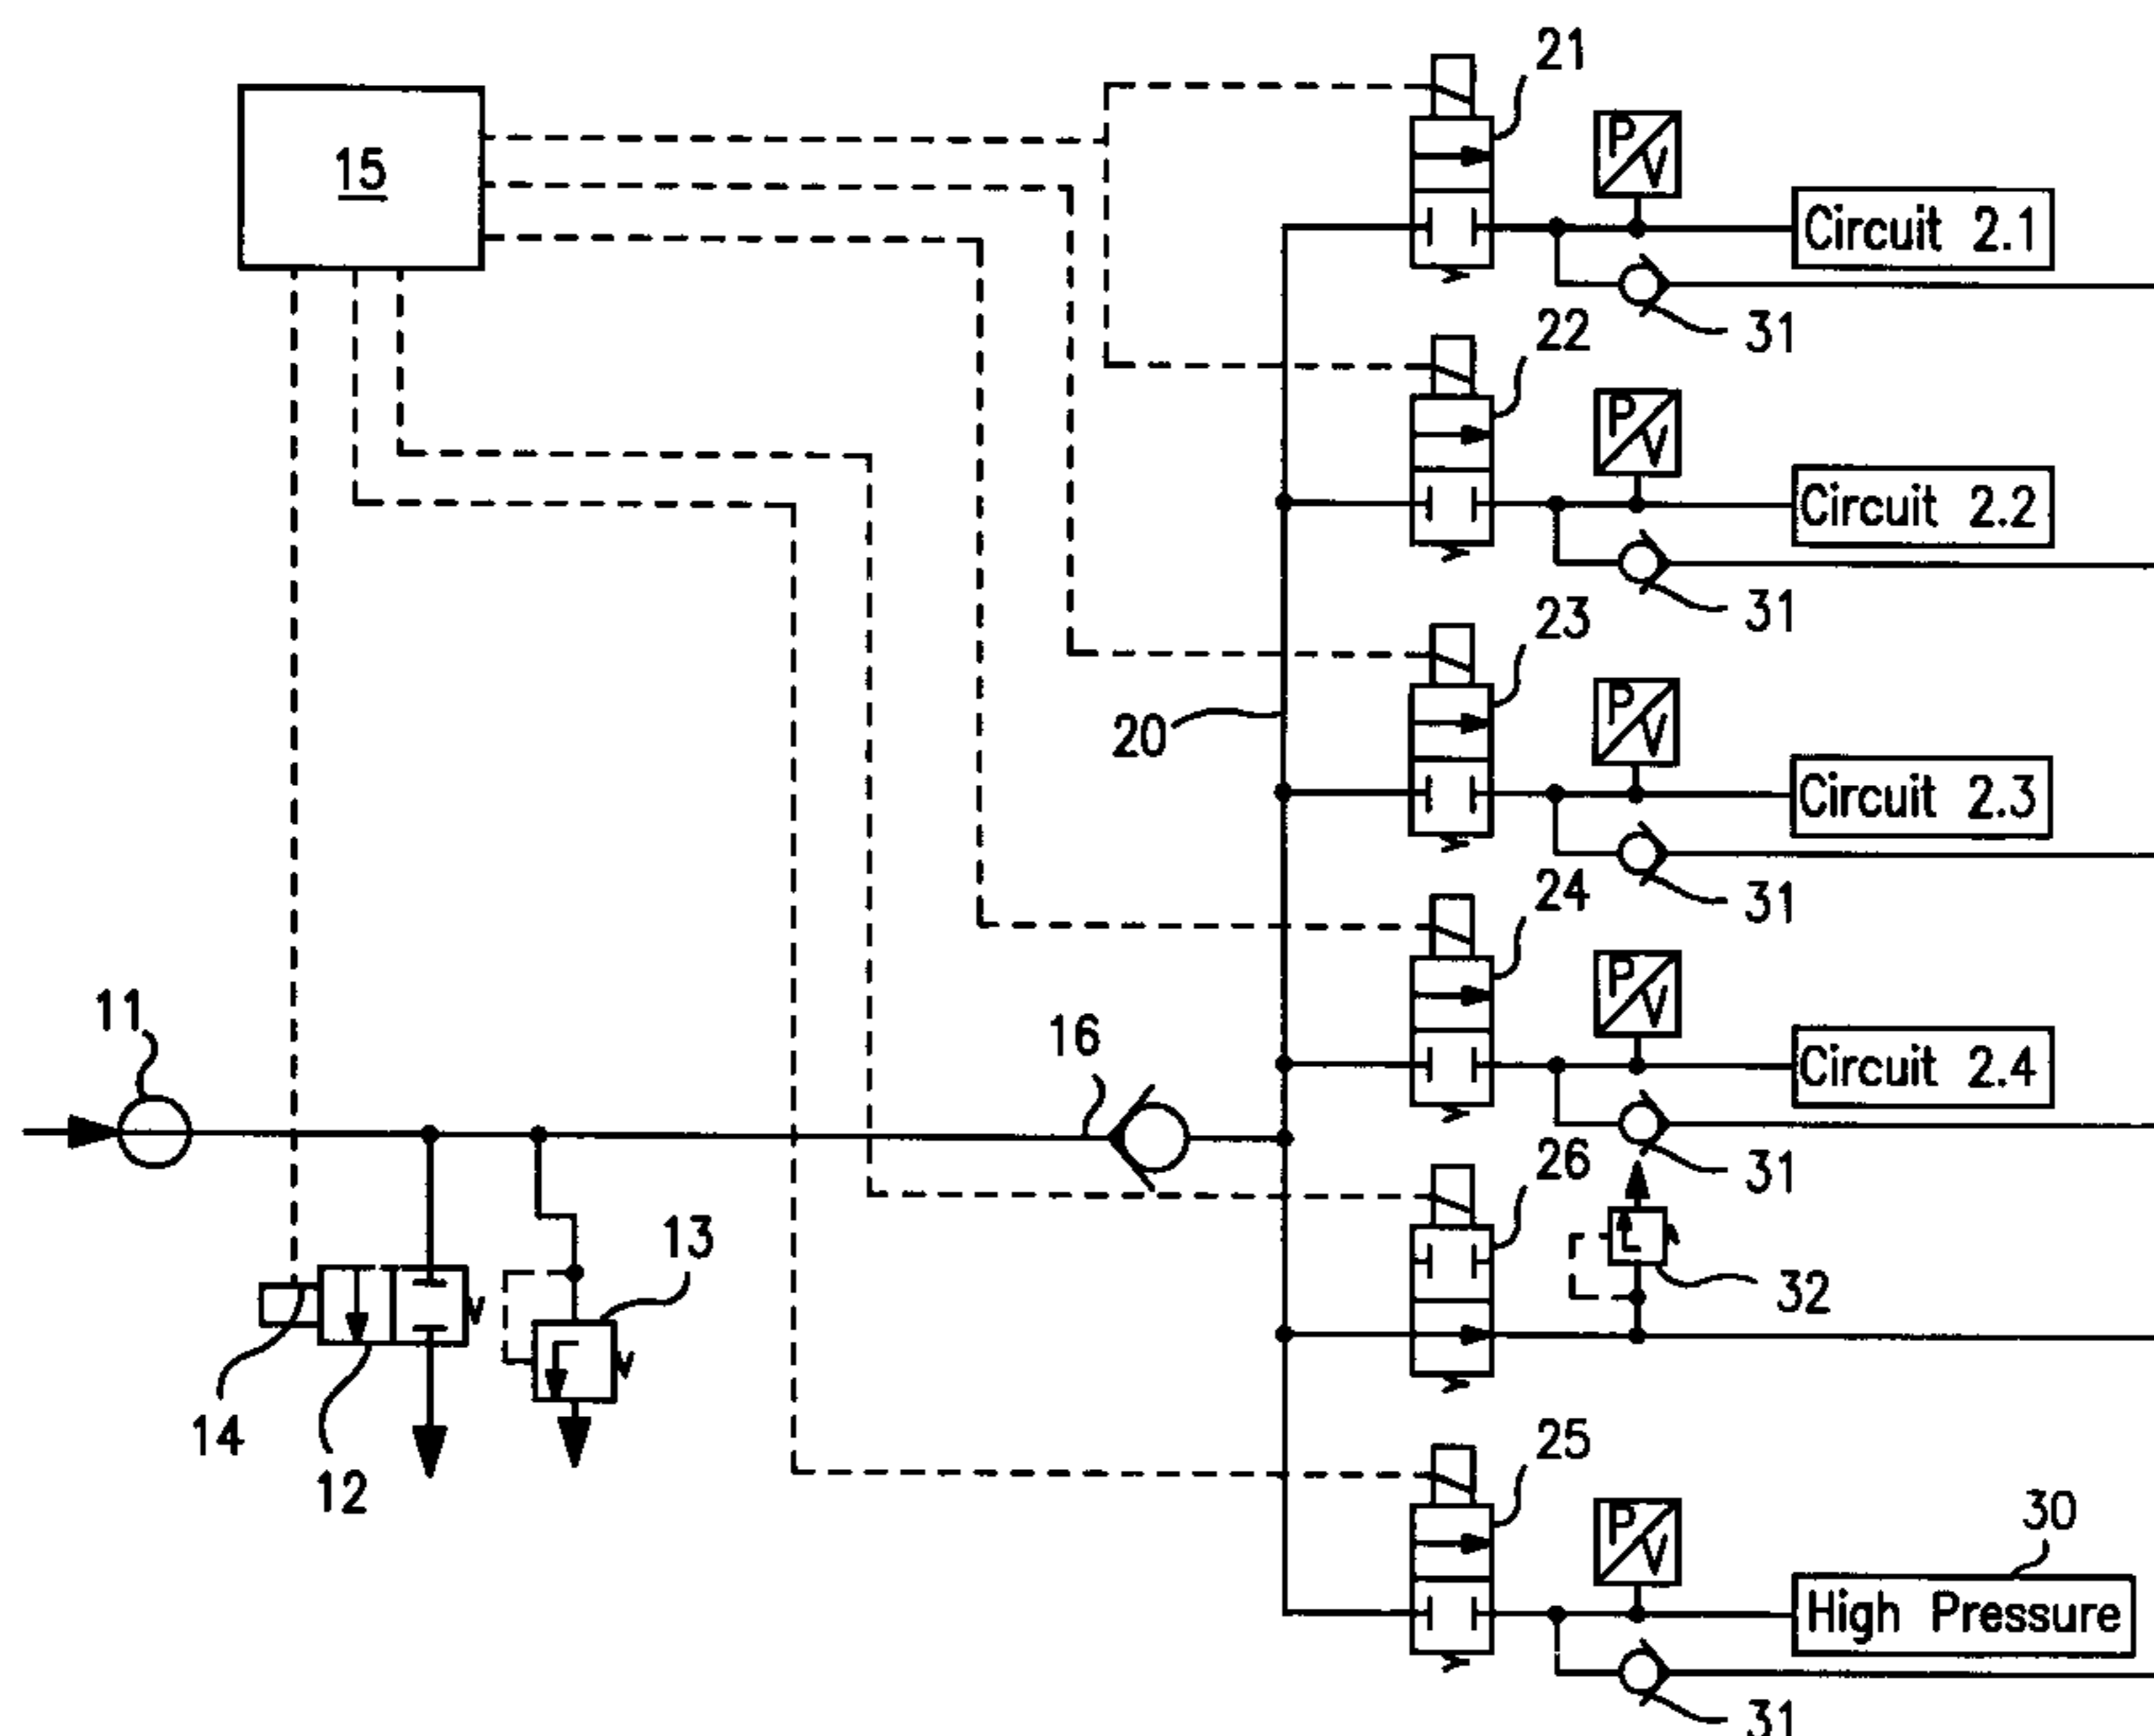 21
P
V
15
Circuit 2.1
31
22
P
V
Circuit 2.2
31
23
P
V
20
Circuit 2.3
31
24
P
V
11
16
Circuit 2.4
31
26
13
32
14
12
25
P
V
30
High Pressure
31